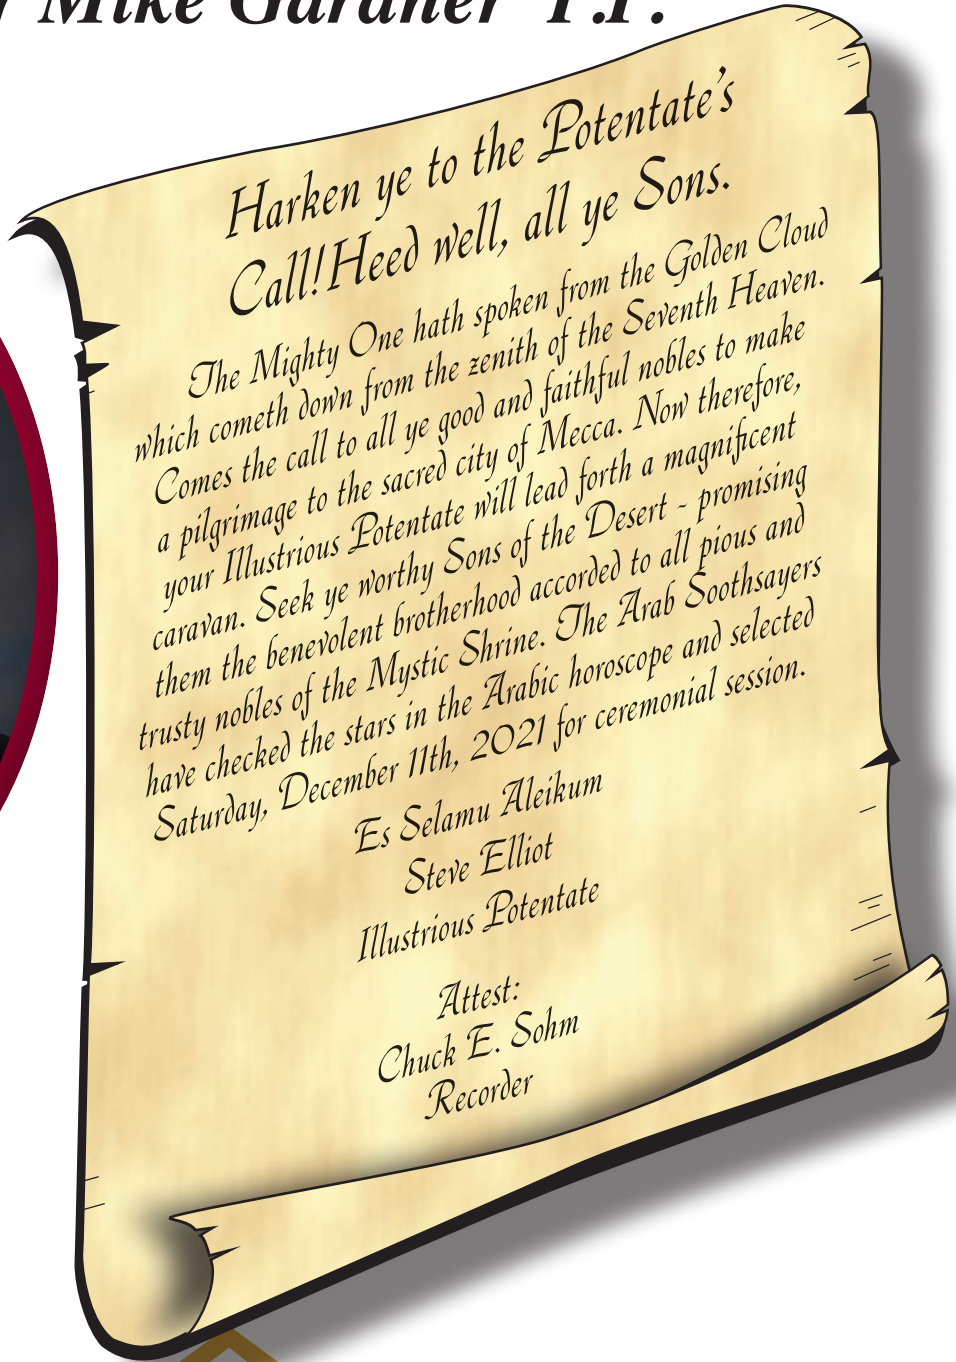 Mike Gardner P.P.
Harken ye to the Potentate's
Call!Heed well, all ye Sons.
The Mighty One hath spoken from the Golden Cloud
which cometh down from the zenith of the Seventh Heaven.
Comes the call to all ye good and faithful nobles to make
a pilgrimage to the sacred city of Mecca. Now therefore,
your Illustrious Potentate will lead forth a magnificent
caravan. Seek ye worthy Sons of the Desert - promising
them the benevolent brotherhood accorded to all pious and
trusty nobles of the Mystic Shrine. The Arab Soothsayers
have checked the stars in the Arabic horoscope and selected
Saturday, December 11th, 2021 for ceremonial session.
Es Selamu Aleikum
Steve Elliot
Illustrious Potentate
Attest:
Chuck E. Sohm
Recorder